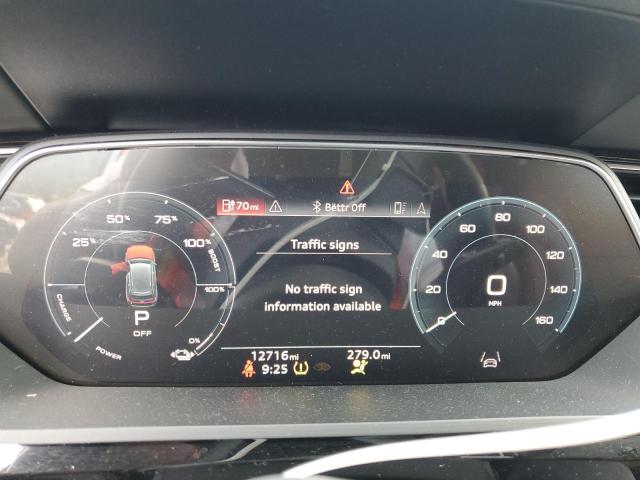 70mi Bëttr Off
Traffic signs
No traffic sign
information available
25% 50% 75% 100%
BOOST
100%
0%
CHARGE
POWER
P
OFF
0 20 40 60 80 100 120 140 160
0
MPH
12716mi 279.0mi
9:25